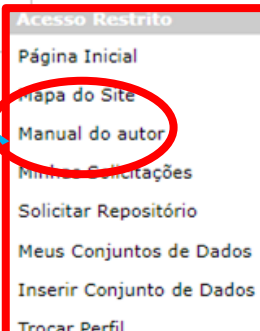 Acesso Restrito
Página Inicial
Mapa do Site
Manual do autor
Minhas Solicitações
Solicitar Repositório
Meus Conjuntos de Dados
Inserir Conjunto de Dados
Trocar Perfil